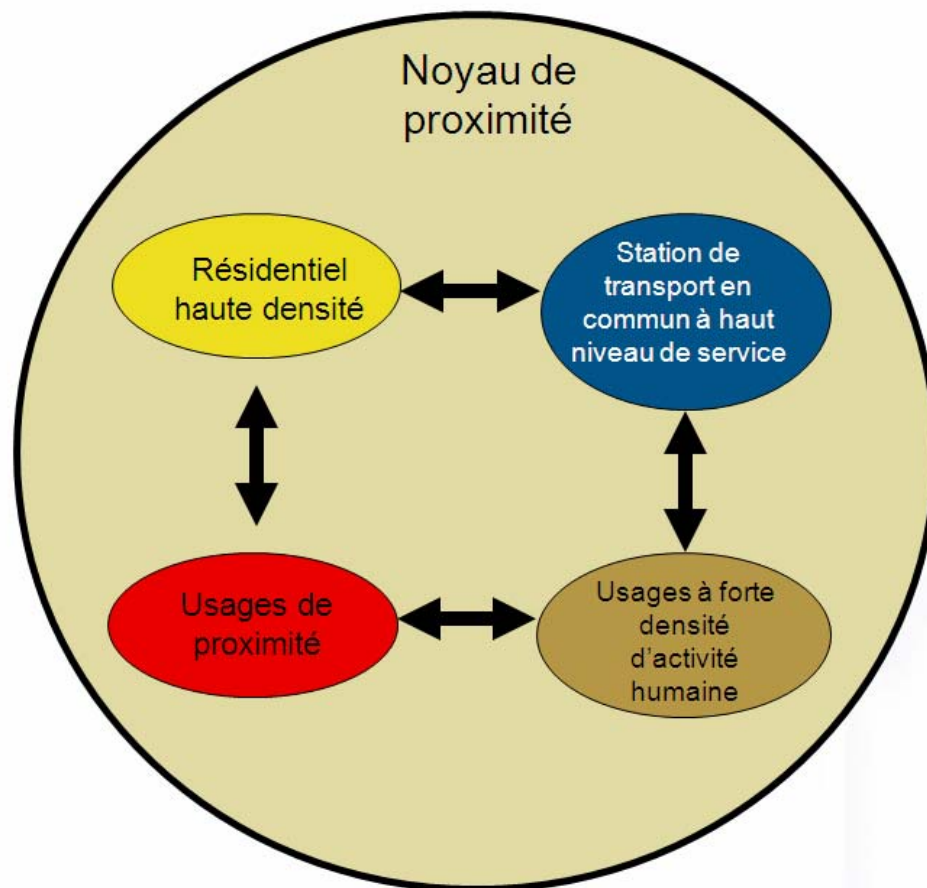 Noyau de
proximité
Résidentiel
haute densité
Station de
transport en
commun à haut
niveau de service
Usages de
proximité
Usages à forte
densité
d'activité
humaine